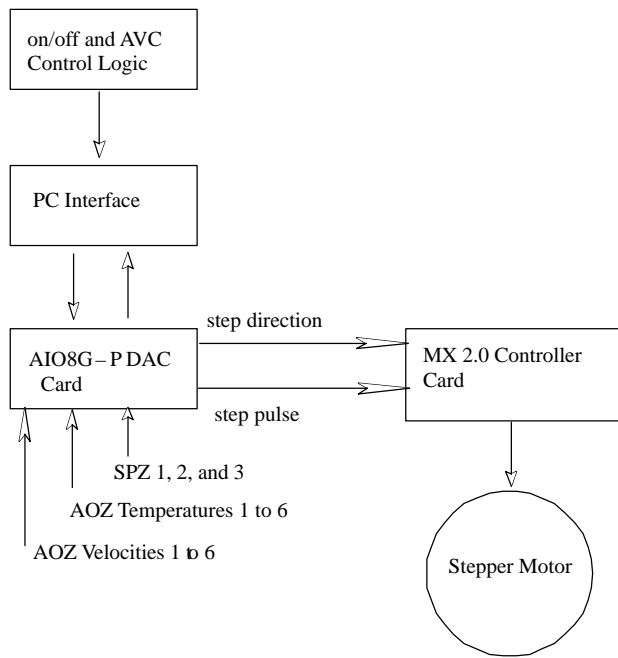 on/off and AVC
Control Logic
PC Interface
step direction
AIO8G – P DAC
Card
MX 2.0 Controller
Card
step pulse
SPZ 1, 2, and 3
AOZ Temperatures 1 to 6
AOZ Velocities 1 to 6
Stepper Motor